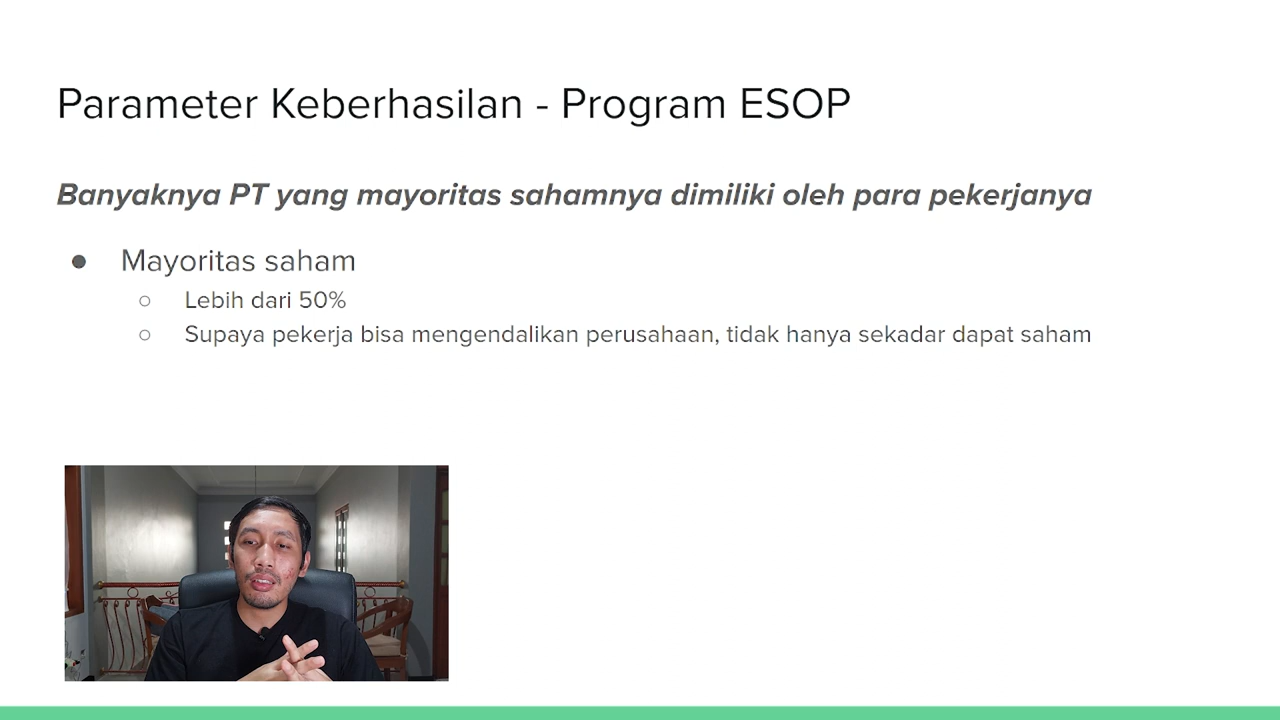 Parameter Keberhasilan - Program ESOP
Banyaknya PT yang mayoritas sahamnya dimiliki oleh para pekerjanya
● Mayoritas saham
○ Lebih dari 50%
○ Supaya pekerja bisa mengendalikan perusahaan, tidak hanya sekadar dapat saham